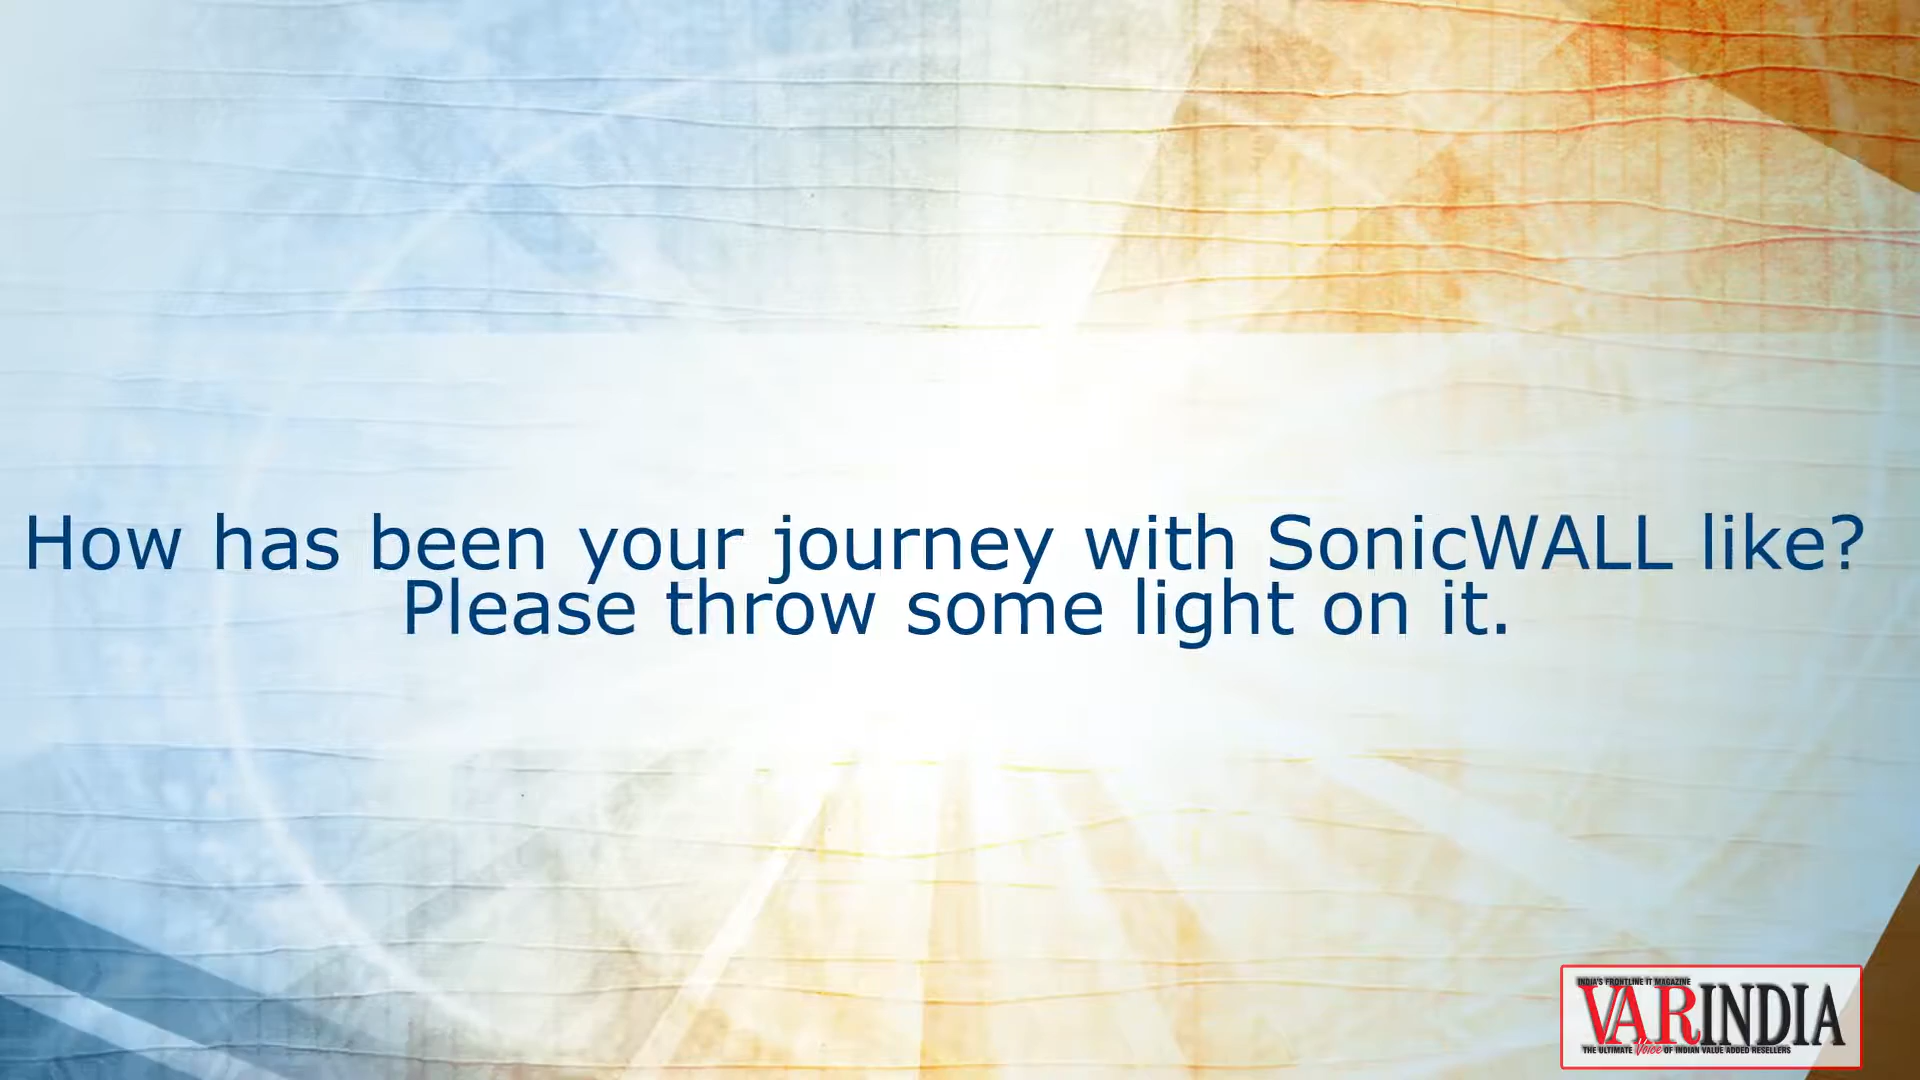 How has been your journey with SonicWALL like?
Please throw some light on it.
INDIA'S FRONTLINE IT MAGAZINE
VARINDIA
THE ULTIMATE Voice OF INDIAN VALUE ADDED RESELLERS